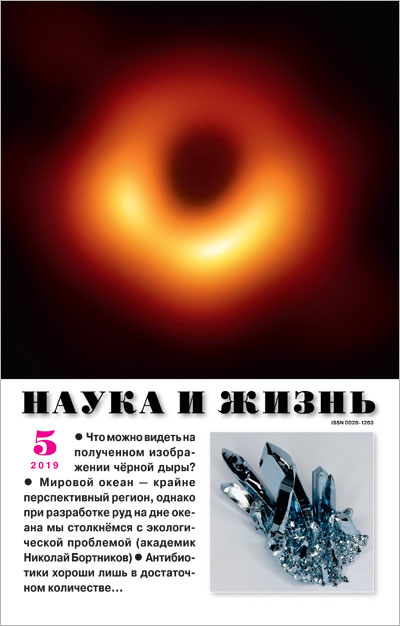 НАУКА И ЖИЗНЬ
ISSN 0028-1263
5
2019
● Что можно видеть на
полученном изобра-
жении чёрной дыры?
● Мировой океан — крайне
перспективный регион, однако
при разработке руд на дне оке-
ана мы столкнёмся с экологи-
ческой проблемой (академик
Николай Бортников) ● Антибио-
тики хороши лишь в достаточ-
ном количестве...